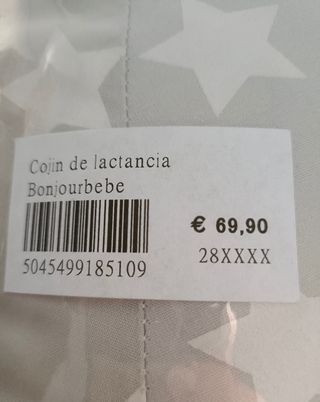 Cojin de lactancia
Bonjourbebe
€ 69,90
5045499185109
28XXXX